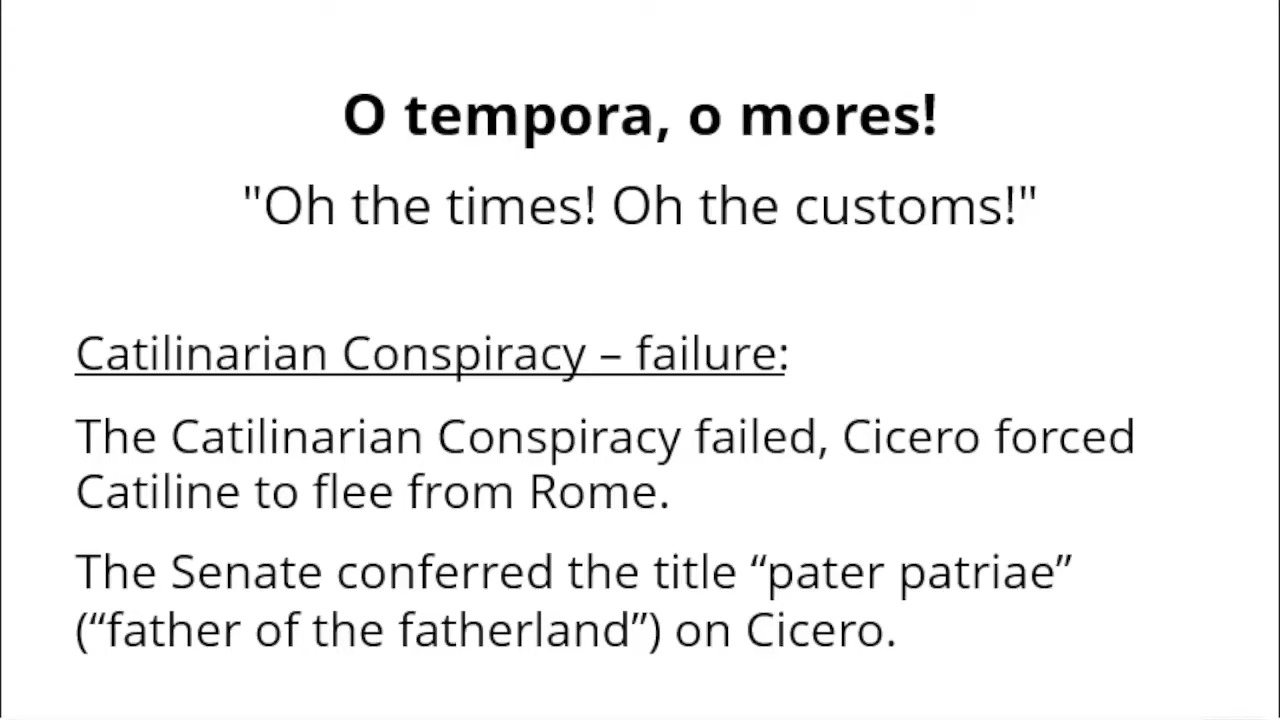 O tempora, o mores!
"Oh the times! Oh the customs!"
Catilinarian Conspiracy – failure:
The Catilinarian Conspiracy failed, Cicero forced
Catiline to flee from Rome.
The Senate conferred the title “pater patriae”
(“father of the fatherland”) on Cicero.